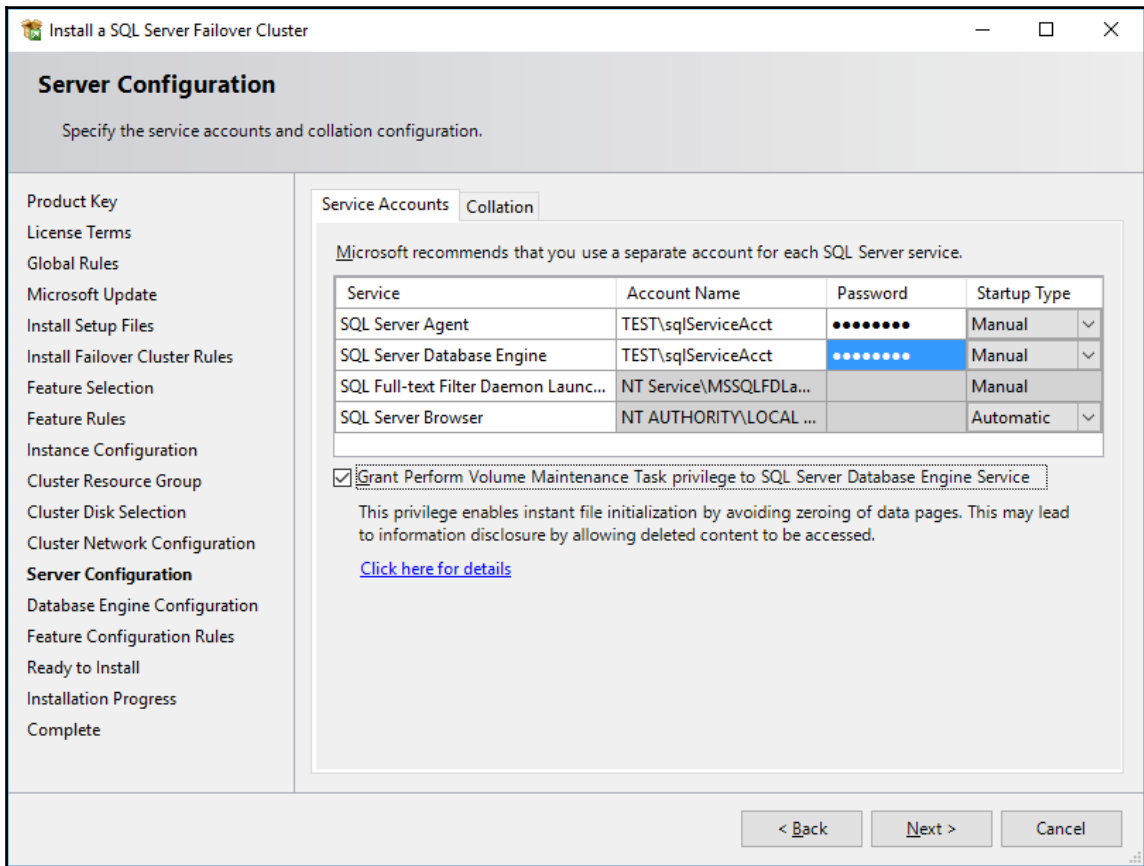 Install a SQL Server Failover Cluster
Server Configuration
Specify the service accounts and collation configuration.
Product Key
License Terms
Global Rules
Microsoft Update
Install Setup Files
Install Failover Cluster Rules
Feature Selection
Feature Rules
Instance Configuration
Cluster Resource Group
Cluster Disk Selection
Cluster Network Configuration
Server Configuration
Database Engine Configuration
Feature Configuration Rules
Ready to Install
Installation Progress
Complete
Service Accounts Collation
Microsoft recommends that you use a separate account for each SQL Server service.
Service Account Name Password Startup Type
SQL Server Agent TEST\sqlServiceAcct ●●●●●●●● Manual
SQL Server Database Engine TEST\sqlServiceAcct ●●●●●●●● Manual
SQL Full-text Filter Daemon Launc... NT Service\MSSQLFDLa... Manual
SQL Server Browser NT AUTHORITY\LOCAL ... Automatic
Grant Perform Volume Maintenance Task privilege to SQL Server Database Engine Service
This privilege enables instant file initialization by avoiding zeroing of data pages. This may lead
to information disclosure by allowing deleted content to be accessed.
Click here for details
< Back Next > Cancel